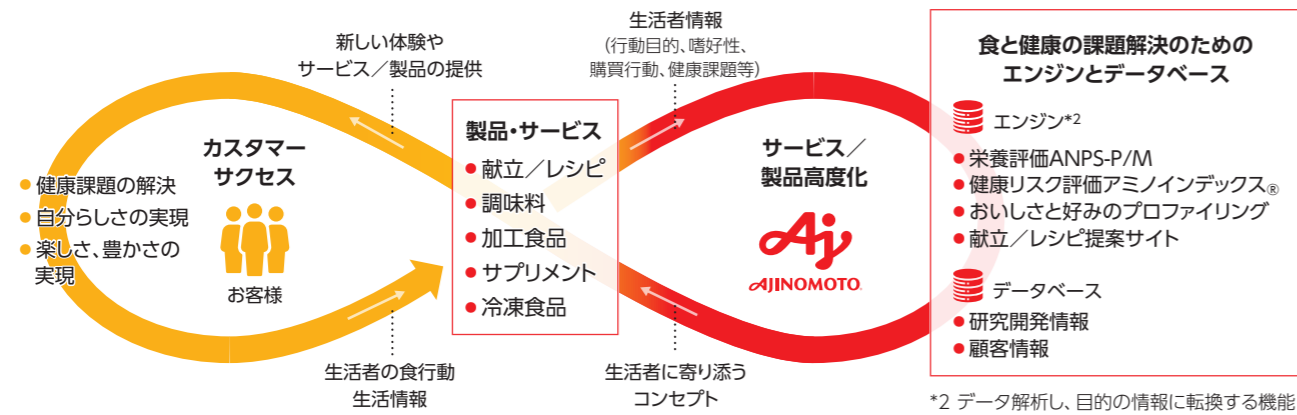 新しい体験や
サービス／製品の提供
カスタマー
サクセス
● 健康課題の解決
● 自分らしさの実現
● 楽しさ、豊かさの
実現
お客様
生活者の食行動
生活情報
製品・サービス
● 献立／レシピ
● 調味料
● 加工食品
● サプリメント
● 冷凍食品
生活者情報
(行動目的、嗜好性、
購買行動、健康課題等)
サービス／
製品高度化
Aj
AJINOMOTO.
生活者に寄り添う
コンセプト
食と健康の課題解決のための
エンジンとデータベース
エンジン*2
● 栄養評価ANPS-P/M
● 健康リスク評価アミノインデックス®
● おいしさと好みのプロファイリング
● 献立／レシピ提案サイト
データベース
● 研究開発情報
● 顧客情報
*2 データ解析し、目的の情報に転換する機能